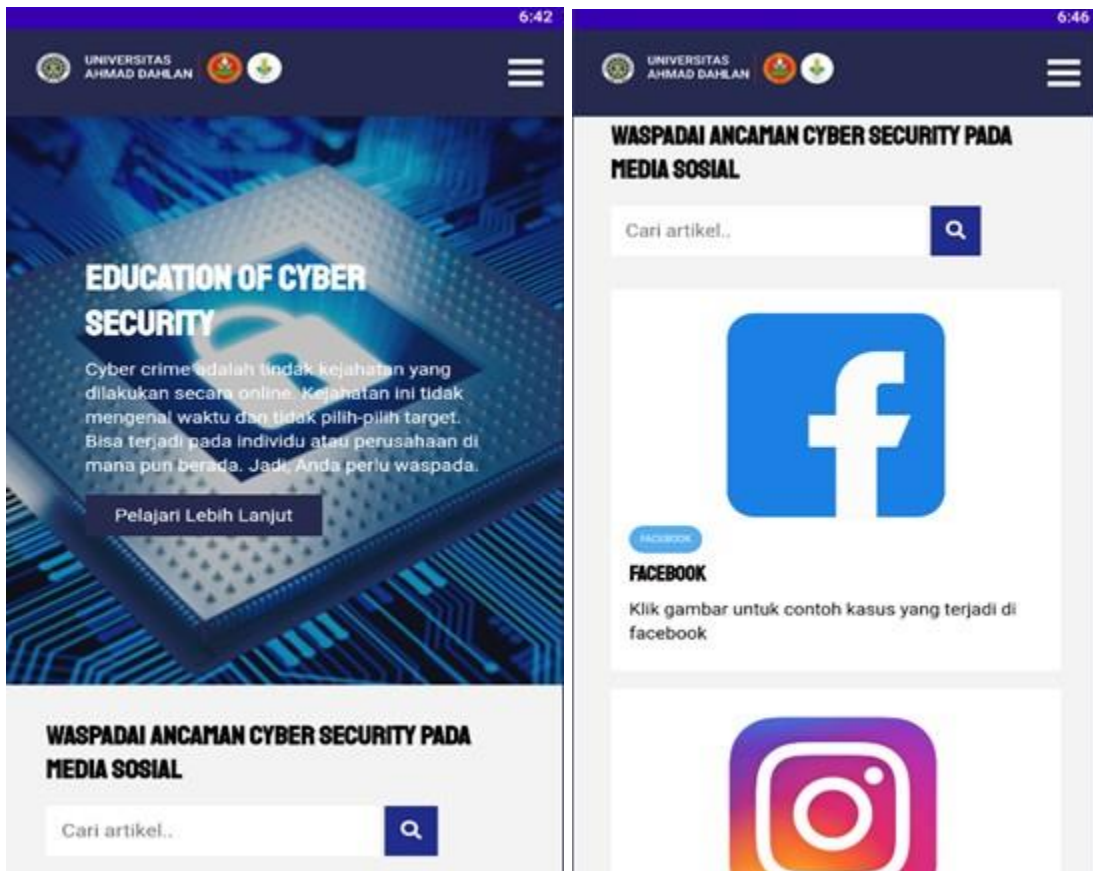 6:42
UNIVERSITAS
AHMAD DAHLAN
EDUCATION OF CYBER
SECURITY
Cyber crime adalah tindak kejahatan yang
dilakukan secara online. Kejahatan ini tidak
mengenal waktu dan tidak pilih-pilih target.
Bisa terjadi pada individu atau perusahaan di
mana pun berada. Jadi, Anda perlu waspada.
Pelajari Lebih Lanjut
WASPADAI ANCAMAN CYBER SECURITY PADA
MEDIA SOSIAL
Cari artikel..
6:46
UNIVERSITAS
AHMAD DAHLAN
WASPADAI ANCAMAN CYBER SECURITY PADA
MEDIA SOSIAL
Cari artikel..
FACEBOOK
FACEBOOK
Klik gambar untuk contoh kasus yang terjadi di
facebook